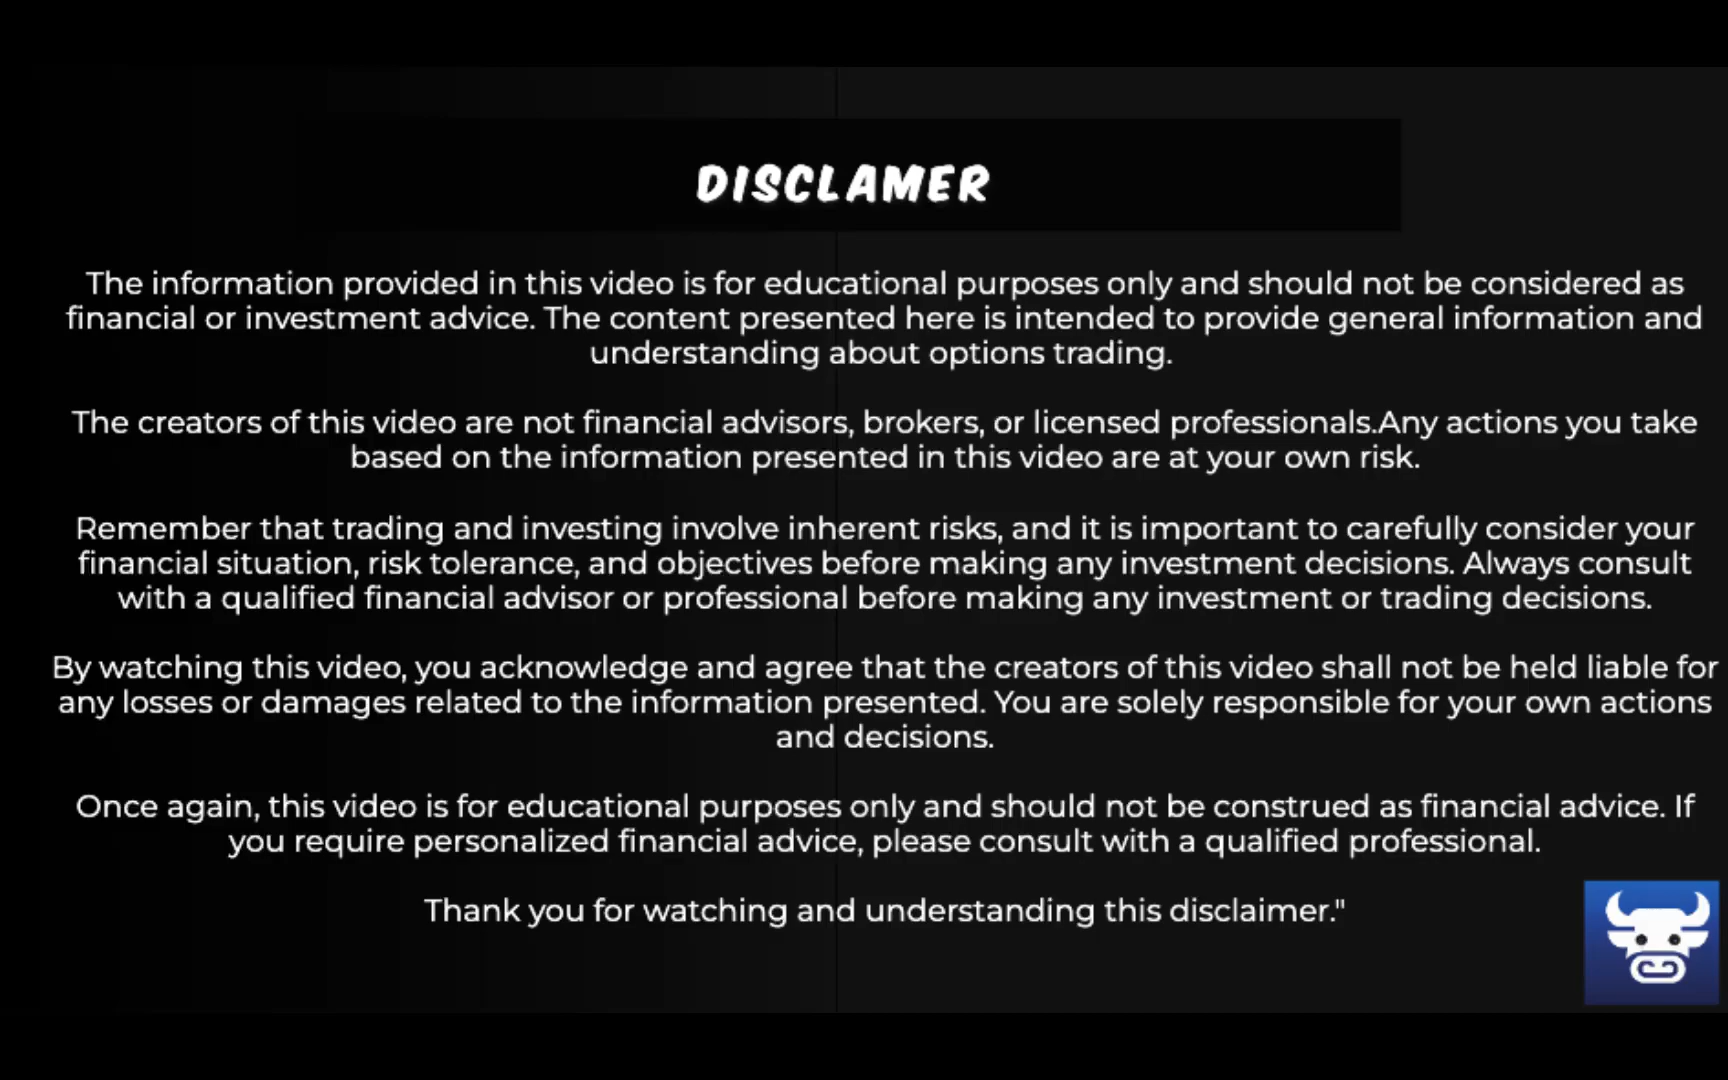 DISCLAMER
The information provided in this video is for educational purposes only and should not be considered as
financial or investment advice. The content presented here is intended to provide general information and
understanding about options trading.
The creators of this video are not financial advisors, brokers, or licensed professionals.Any actions you take
based on the information presented in this video are at your own risk.
Remember that trading and investing involve inherent risks, and it is important to carefully consider your
financial situation, risk tolerance, and objectives before making any investment decisions. Always consult
with a qualified financial advisor or professional before making any investment or trading decisions.
By watching this video, you acknowledge and agree that the creators of this video shall not be held liable for
any losses or damages related to the information presented. You are solely responsible for your own actions
and decisions.
Once again, this video is for educational purposes only and should not be construed as financial advice. If
you require personalized financial advice, please consult with a qualified professional.
Thank you for watching and understanding this disclaimer."